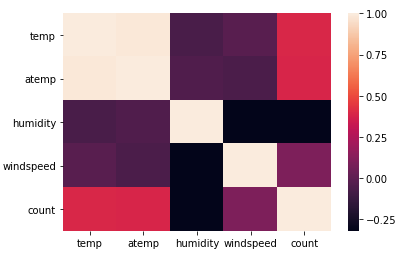 temp
atemp
humidity
windspeed
count
temp atemp humidity windspeed count
1.00
0.75
0.50
0.25
0.00
−0.25